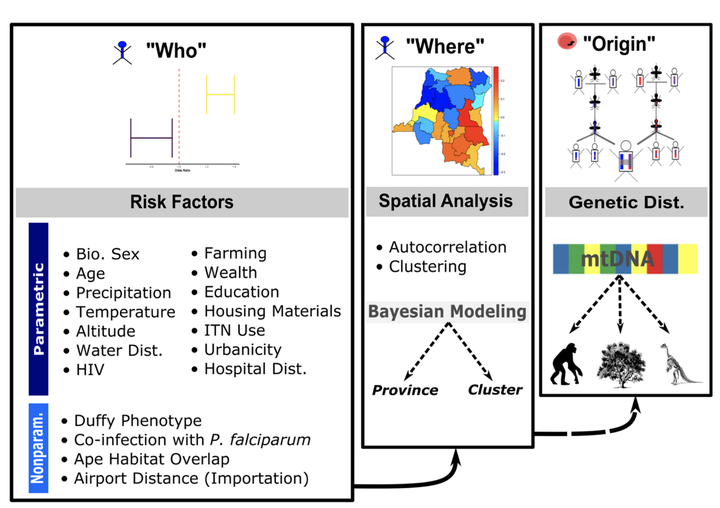 "Who"
Odds Ratio
Risk Factors
Parametric
• Bio. Sex
• Age
• Precipitation
• Temperature
• Altitude
• Water Dist.
• HIV
• Farming
• Wealth
• Education
• Housing Materials
• ITN Use
• Urbanicity
• Hospital Dist.
Nonparam.
• Duffy Phenotype
• Co-infection with P. falciparum
• Ape Habitat Overlap
• Airport Distance (Importation)
"Where"
Spatial Analysis
• Autocorrelation
• Clustering
Bayesian Modeling
Province
Cluster
"Origin"
Genetic Dist.
mtDNA